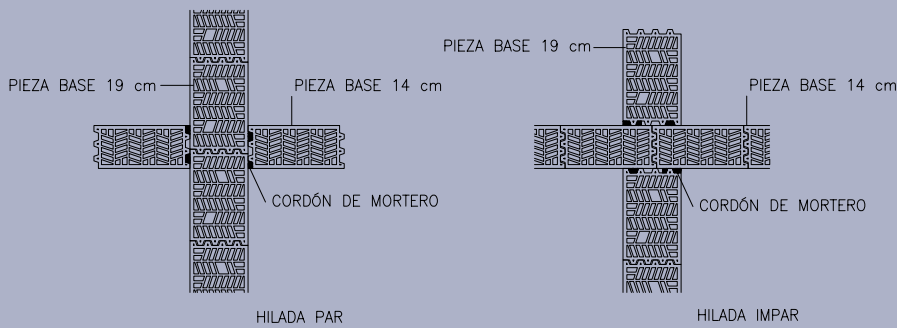 PIEZA BASE 19 cm
PIEZA BASE 14 cm
CORDÓN DE MORTERO
HILADA PAR
PIEZA BASE 19 cm
PIEZA BASE 14 cm
CORDÓN DE MORTERO
HILADA IMPAR